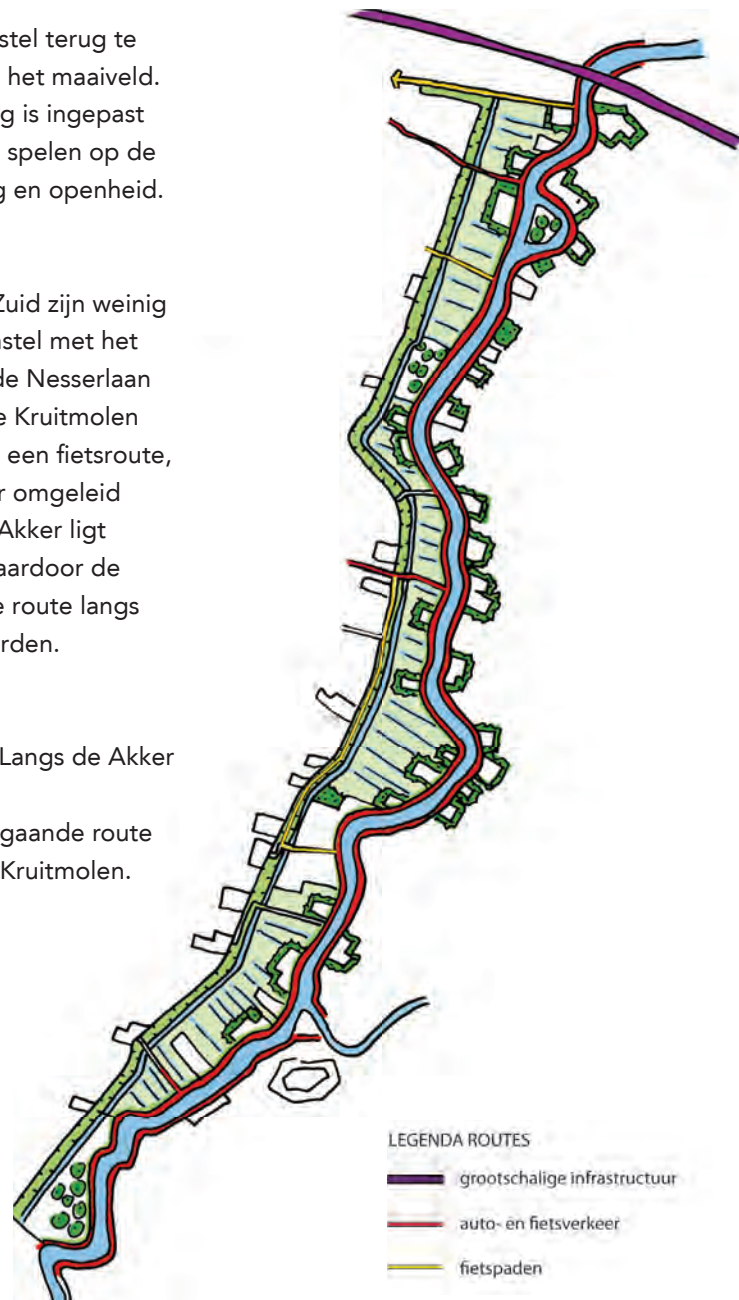 stel terug te
het maaiveld.
g is ingepast
spelen op de
g en openheid.
Zuid zijn weinig
nstel met het
de Nesserlaan
e Kruitmolen
een fietsroute,
r omgeleid
Akker ligt
aardoor de
e route langs
rden.
Langs de Akker
gaande route
Kruitmolen.
LEGENDA ROUTES
grootschalige infrastructuur
auto- en fietsverkeer
fietspaden